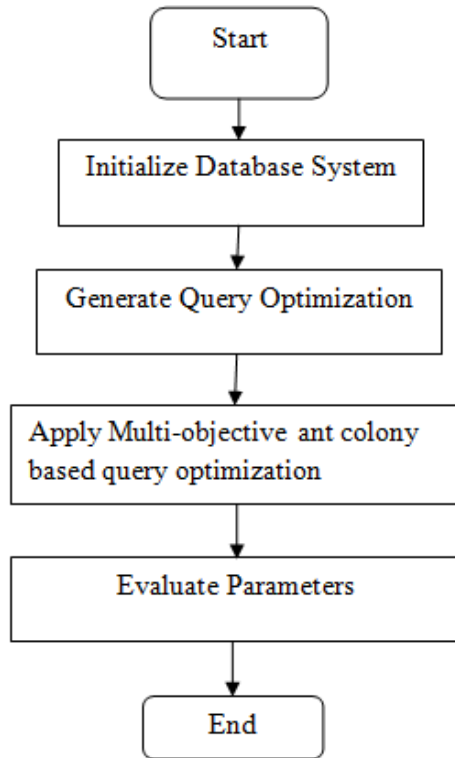 Start
Initialize Database System
Generate Query Optimization
Apply Multi-objective ant colony
based query optimization
Evaluate Parameters
End